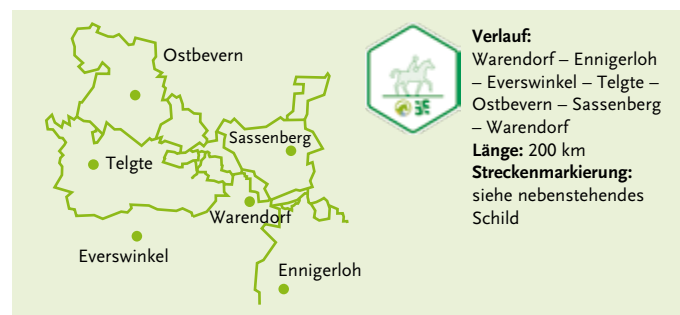 Ostbevern
Sassenberg
Telgte
Warendorf
Everswinkel
Ennigerloh
Verlauf:
Warendorf – Ennigerloh
– Everswinkel – Telgte –
Ostbevern – Sassenberg
– Warendorf
Länge: 200 km
Streckenmarkierung:
siehe nebenstehendes
Schild